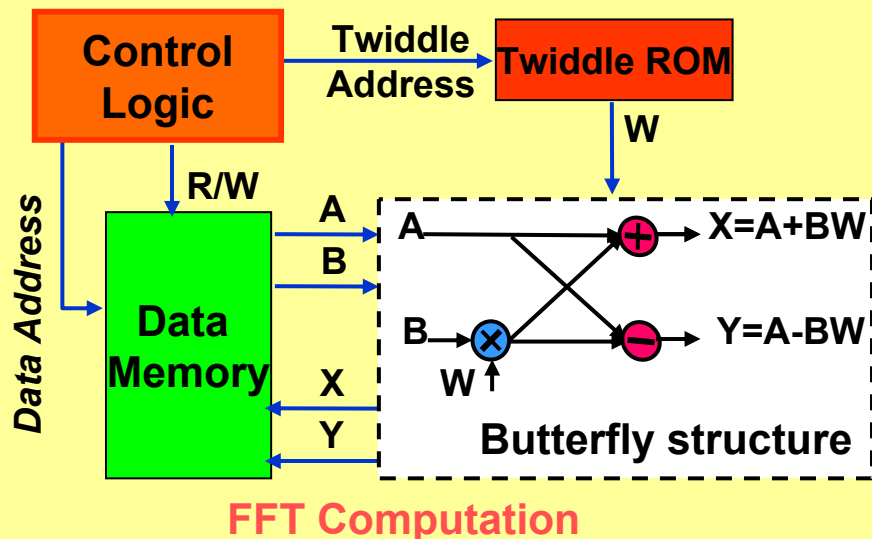 Control
Logic
Twiddle
Address
Twiddle ROM
W
R/W
Data Address
A
B
Data
Memory
X
Y
A
B
W
X=A+BW
Y=A-BW
Butterfly structure
FFT Computation